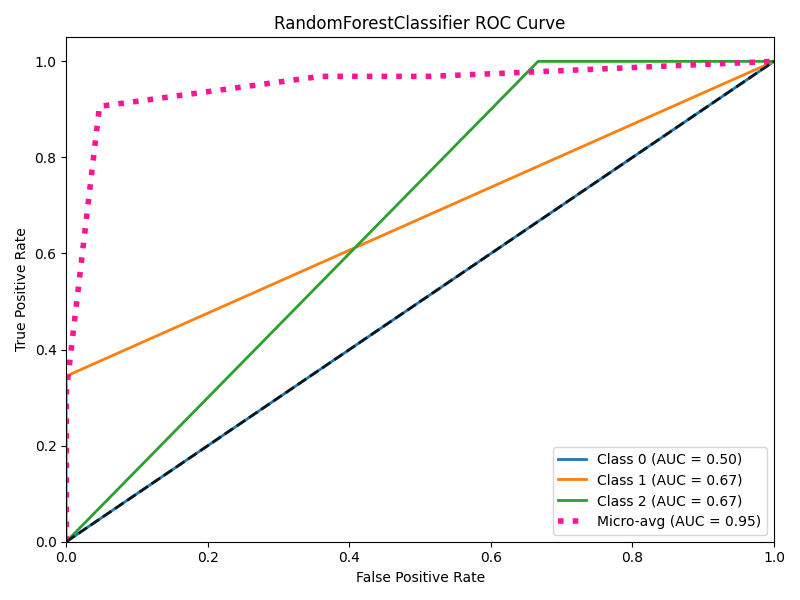 RandomForestClassifier ROC Curve
True Positive Rate
1.0
0.8
0.6
0.4
0.2
0.0
0.0 0.2 0.4 0.6 0.8 1.0
False Positive Rate
Class 0 (AUC = 0.50)
Class 1 (AUC = 0.67)
Class 2 (AUC = 0.67)
Micro-avg (AUC = 0.95)